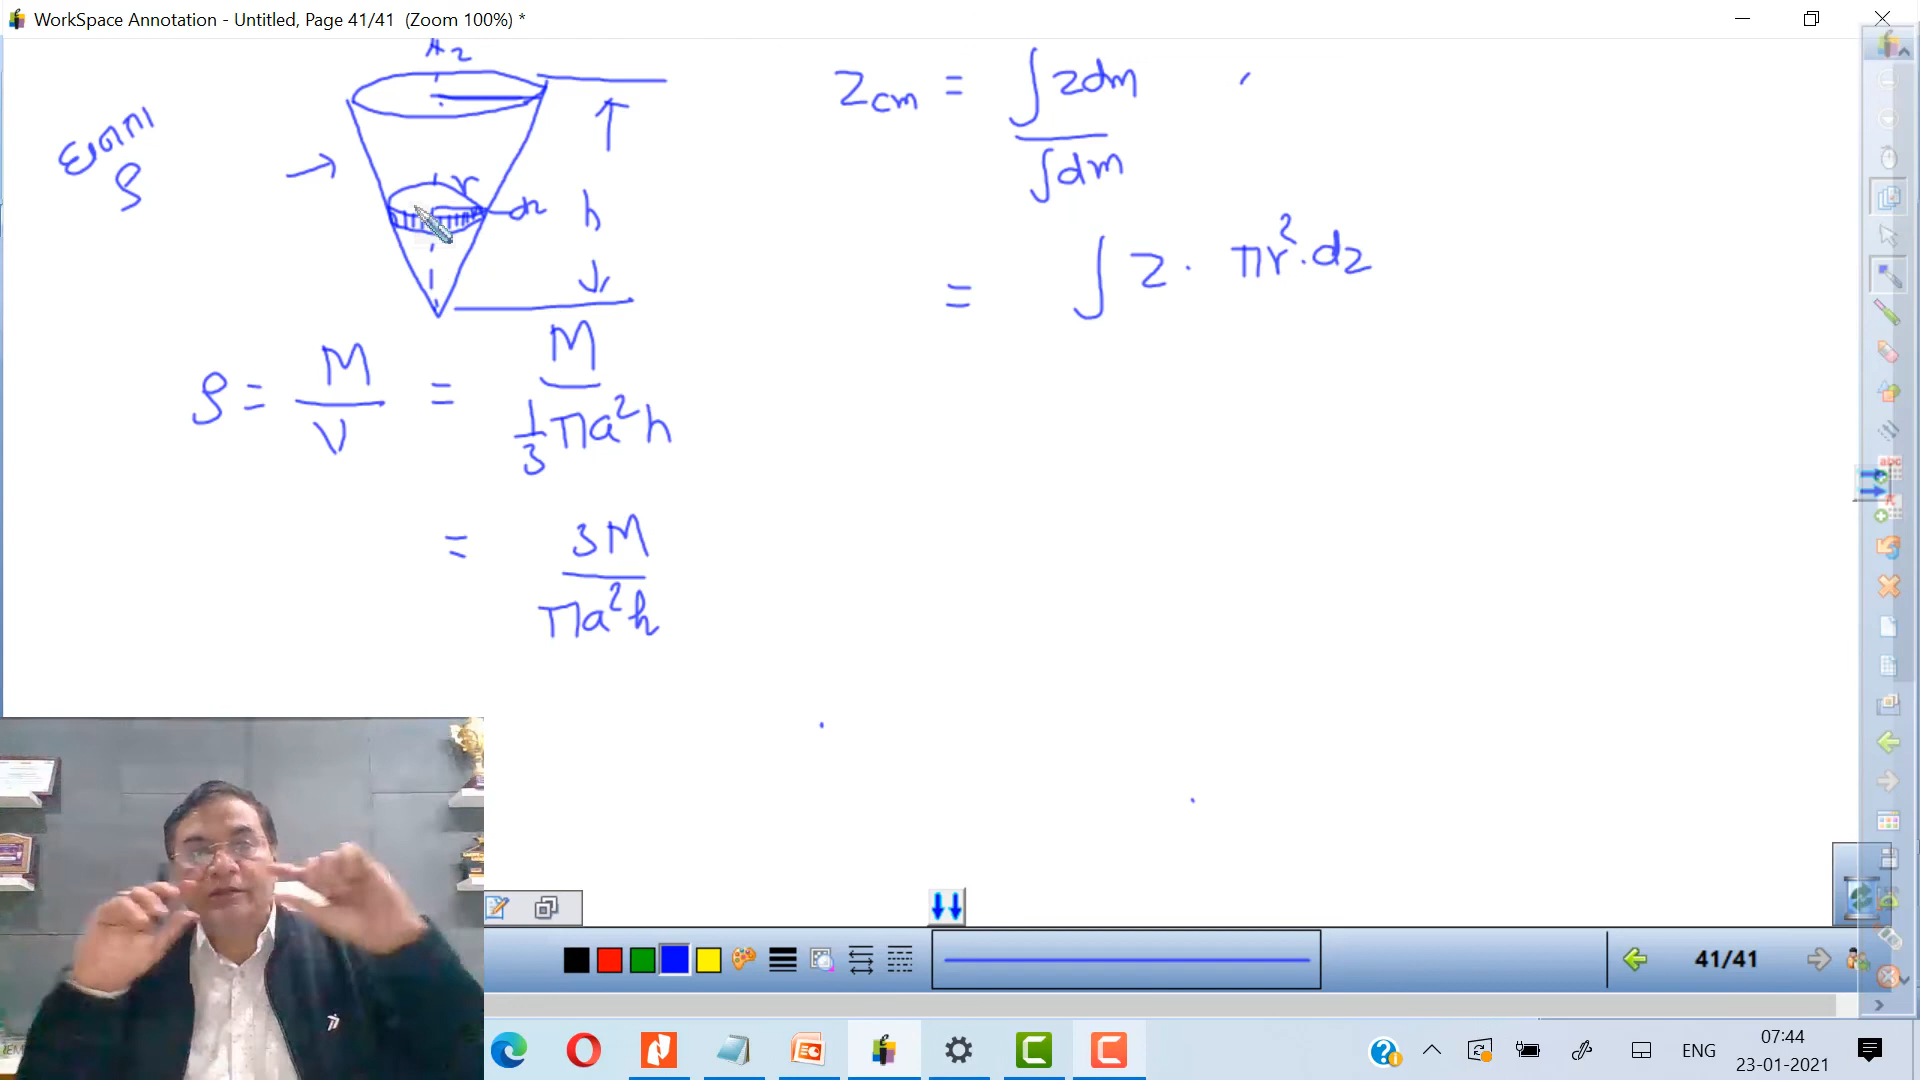 WorkSpace Annotation - Untitled, Page 41/41 (Zoom 100%) *
z
r
dz
h
ρ
ρ = M / V = M / 1/3 πa²h
= 3M / πa²h
Zcm = ∫zdm / ∫dm
= ∫ z . πr² . dz
41/41
ENG
07:44
23-01-2021